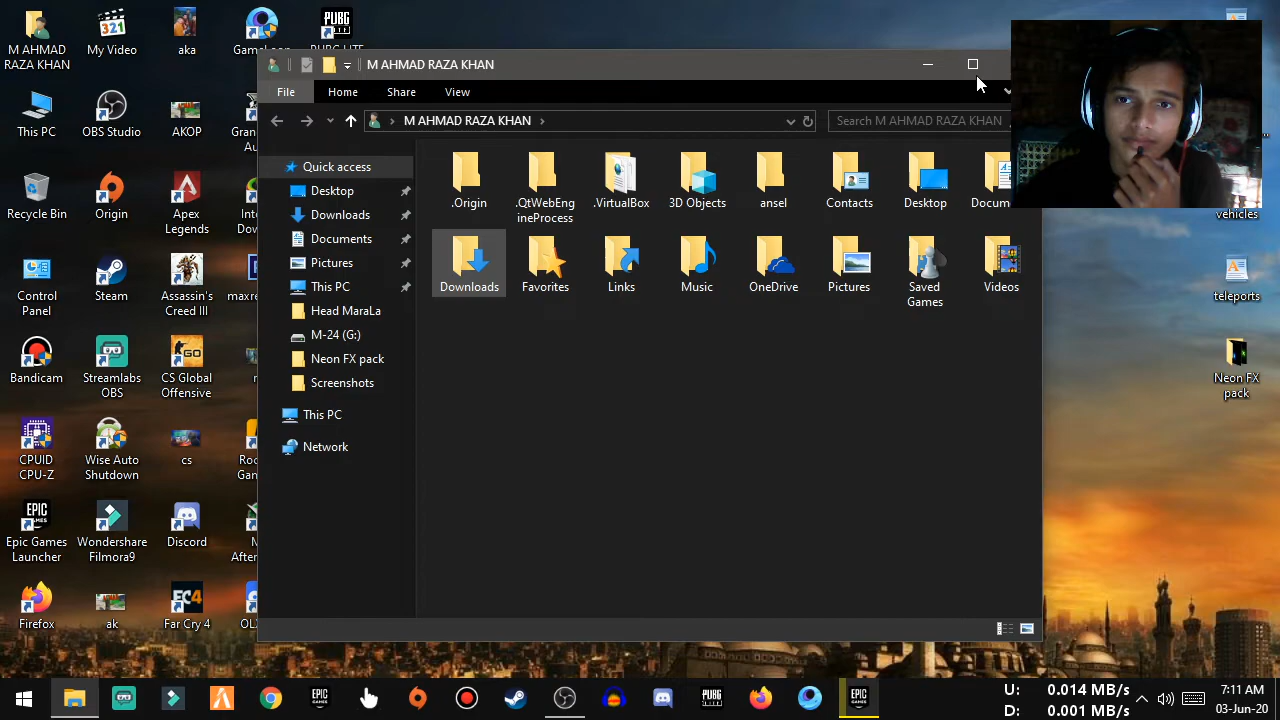 M AHMAD
RAZA KHAN
My Video
aka
GameLoop
PUBG LITE
This PC
OBS Studio
AKOP
Recycle Bin
Origin
Apex
Legends
Control
Panel
Steam
Assassin's
Creed III
Bandicam
Streamlabs
OBS
CS Global
Offensive
CPUID
CPU-Z
Wise Auto
Shutdown
cs
Epic Games
Launcher
Wondershare
Filmora9
Discord
Firefox
ak
Far Cry 4
M AHMAD RAZA KHAN
File
Home
Share
View
M AHMAD RAZA KHAN
Search M AHMAD RAZA KHAN
Quick access
Desktop
Downloads
Documents
Pictures
This PC
Head MaraLa
M-24 (G:)
Neon FX pack
Screenshots
This PC
Network
.Origin
.QtWebEng
ineProcess
.VirtualBox
3D Objects
ansel
Contacts
Desktop
Downloads
Favorites
Links
Music
OneDrive
Pictures
Saved
Games
Videos
vehicles
teleports
Neon FX
pack
U: 0.014 MB/s
D: 0.001 MB/s
7:11 AM
03-Jun-20